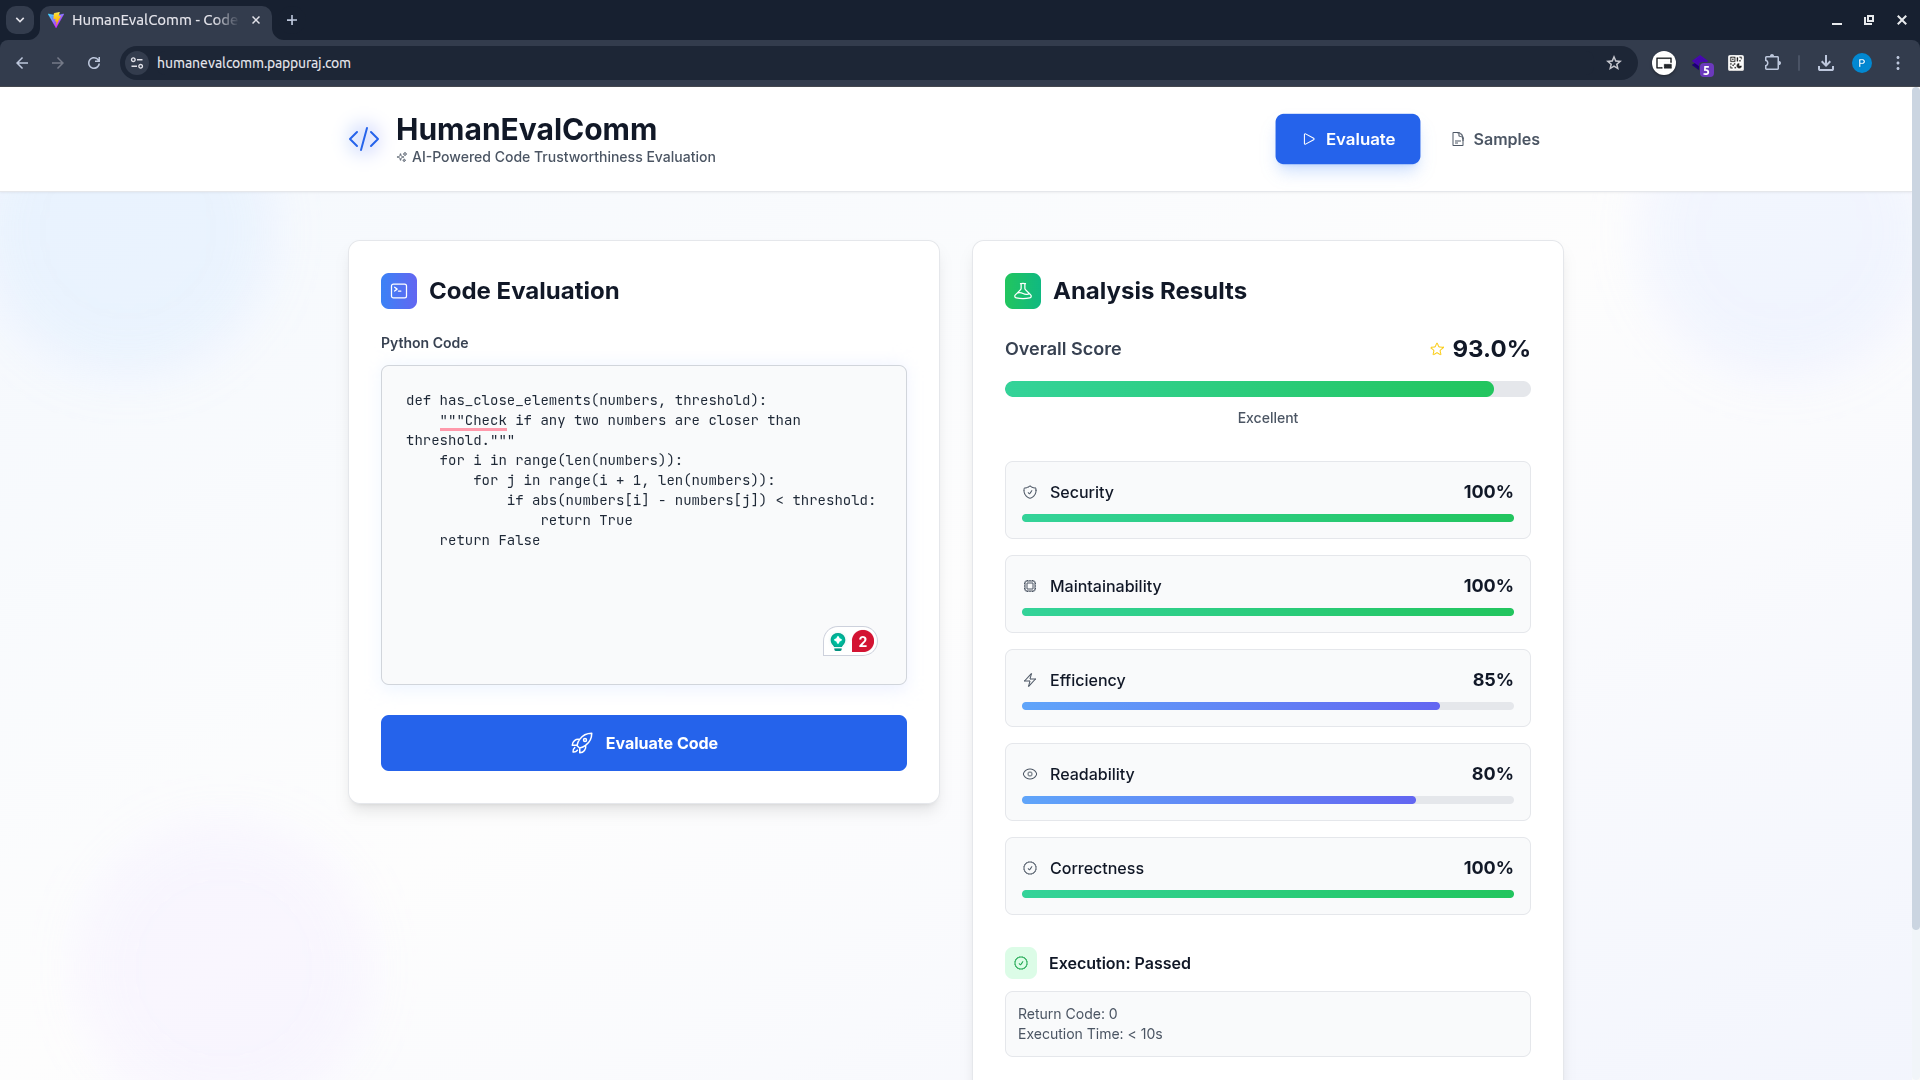 HumanEvalComm - Code
humanevalcomm.pappuraj.com
5
P
HumanEvalComm
AI-Powered Code Trustworthiness Evaluation
Evaluate
Samples
Code Evaluation
Python Code
def has_close_elements(numbers, threshold):
"""Check if any two numbers are closer than
threshold."""
for i in range(len(numbers)):
for j in range(i + 1, len(numbers)):
if abs(numbers[i] - numbers[j]) < threshold:
return True
return False
2
Evaluate Code
Analysis Results
Overall Score
93.0%
Excellent
Security
100%
Maintainability
100%
Efficiency
85%
Readability
80%
Correctness
100%
Execution: Passed
Return Code: 0
Execution Time: < 10s